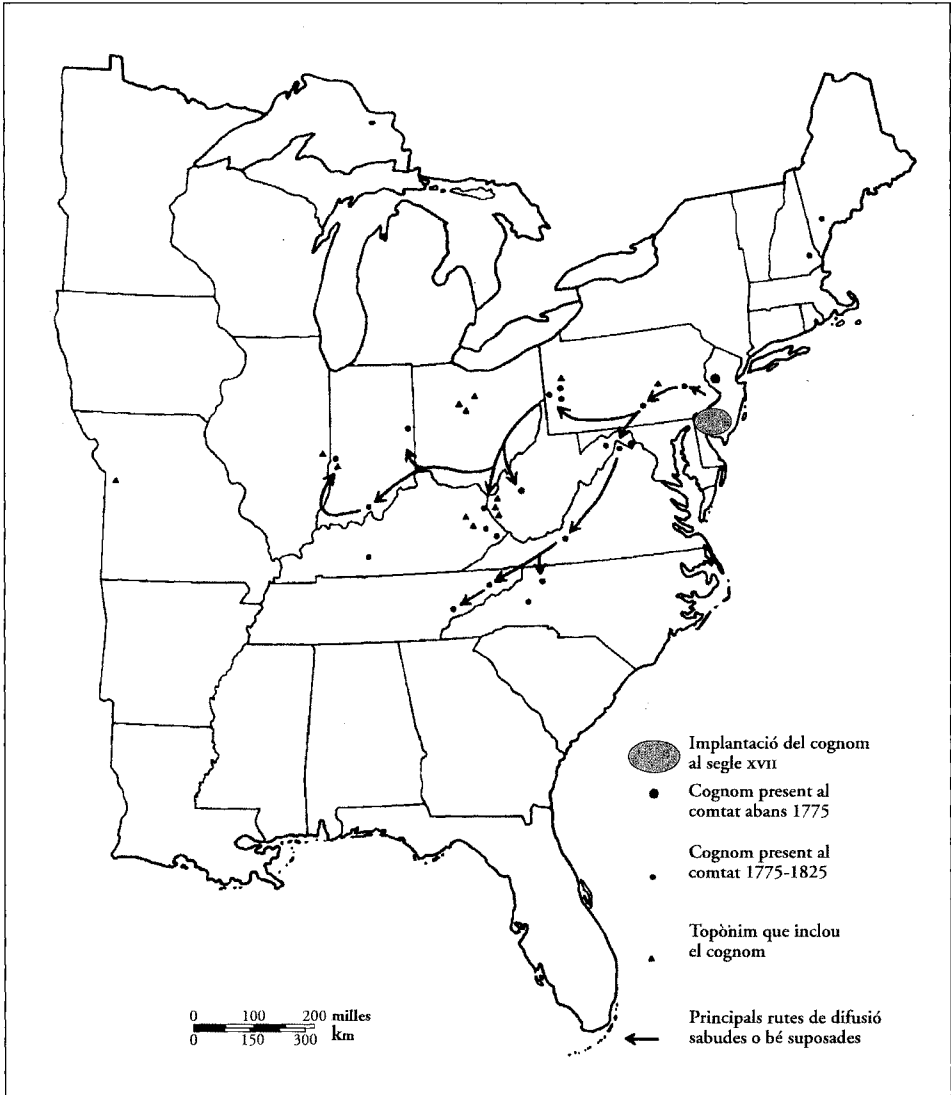 Implantació del cognom
al segle XVII
Cognom present al
comtat abans 1775
Cognom present al
comtat 1775-1825
Topònim que inclou
el cognom
Principals rutes de difusió
sabudes o bé suposades
0 100 200 milles
0 150 300 km